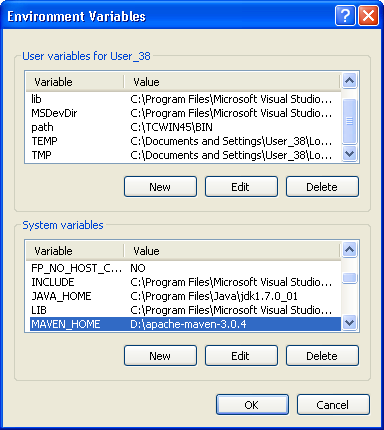 Environment Variables
User variables for User_38
Variable Value
lib C:\Program Files\Microsoft Visual Studio...
MSDevDir C:\Program Files\Microsoft Visual Studio...
path C:\TCWIN45\BIN
TEMP C:\Documents and Settings\User_38\Lo...
TMP C:\Documents and Settings\User_38\Lo...
New Edit Delete
System variables
Variable Value
FP_NO_HOST_C... NO
INCLUDE C:\Program Files\Microsoft Visual Studio...
JAVA_HOME C:\Program Files\Java\jdk1.7.0_01
LIB C:\Program Files\Microsoft Visual Studio...
MAVEN_HOME D:\apache-maven-3.0.4
New Edit Delete
OK Cancel